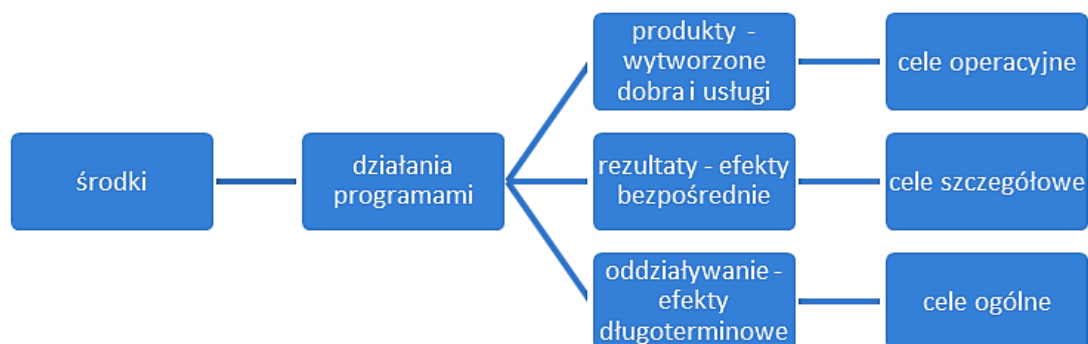 środki
działania
programami
produkty -
wytworzone
dobra i usługi
cele operacyjne
rezultaty - efekty
bezpośrednie
cele szczegółowe
oddziaływanie -
efekty
długoterminowe
cele ogólne